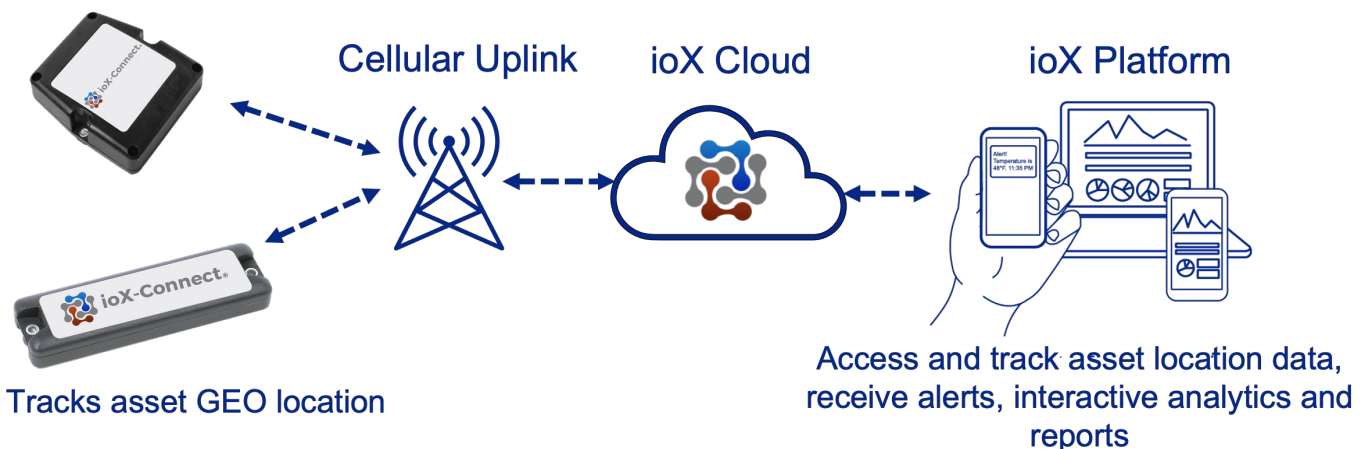 ioX-Connect®
Cellular Uplink
ioX Cloud
ioX Platform
Alert!
Temperature is
48°F. 11:35 PM
ioX-Connect®
Tracks asset GEO location
Access and track asset location data,
receive alerts, interactive analytics and
reports